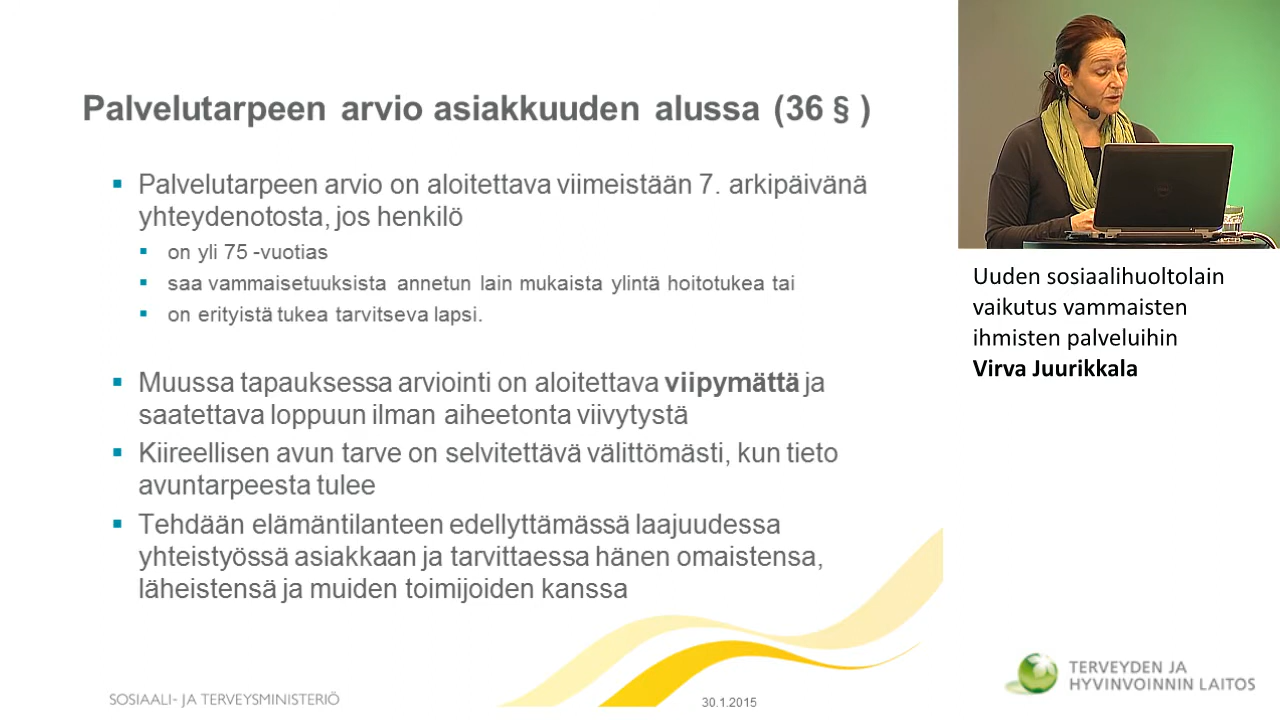 Palvelutarpeen arvio asiakkuuden alussa (36 § )
Palvelutarpeen arvio on aloitettava viimeistään 7. arkipäivänä
yhteydenotosta, jos henkilö
on yli 75 -vuotias
saa vammaisetuuksista annetun lain mukaista ylintä hoitotukea tai
on erityistä tukea tarvitseva lapsi.
Muussa tapauksessa arviointi on aloitettava viipymättä ja
saatettava loppuun ilman aiheetonta viivytystä
Kiireellisen avun tarve on selvitettävä välittömästi, kun tieto
avuntarpeesta tulee
Tehdään elämäntilanteen edellyttämässä laajuudessa
yhteistyössä asiakkaan ja tarvittaessa hänen omaistensa,
läheistensä ja muiden toimijoiden kanssa
SOSIAALI- JA TERVEYSMINISTERIÖ
30.1.2015
Uuden sosiaalihuoltolain
vaikutus vammaisten
ihmisten palveluihin
Virva Juurikkala
TERVEYDEN JA
HYVINVOINNIN LAITOS